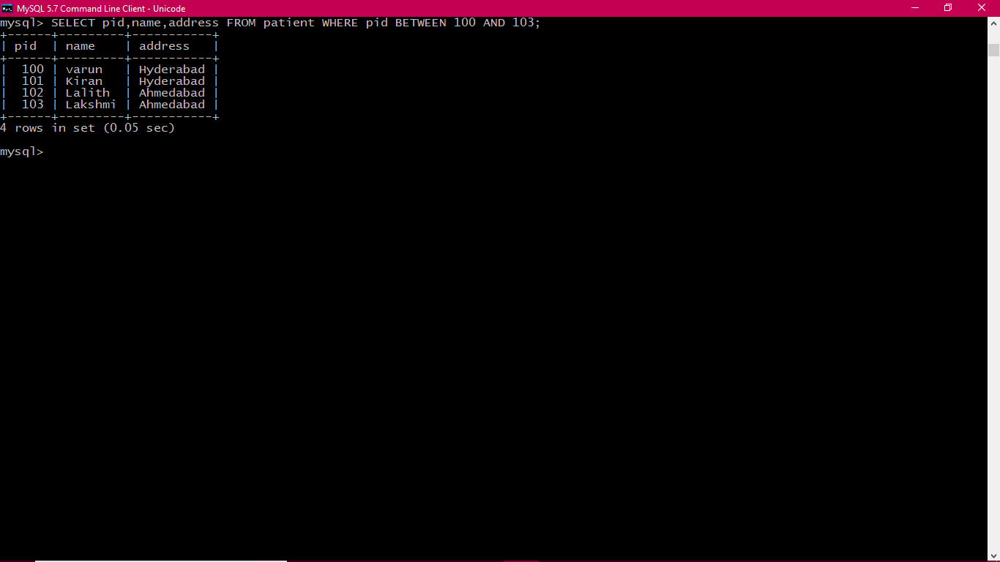 MySQL 5.7 Command Line Client - Unicode
mysql> SELECT pid,name,address FROM patient WHERE pid BETWEEN 100 AND 103;
+------+---------+-----------+
| pid  | name    | address   |
+------+---------+-----------+
|  100 | varun   | Hyderabad |
|  101 | Kiran   | Hyderabad |
|  102 | Lalith  | Ahmedabad |
|  103 | Lakshmi | Ahmedabad |
+------+---------+-----------+
4 rows in set (0.05 sec)
mysql>